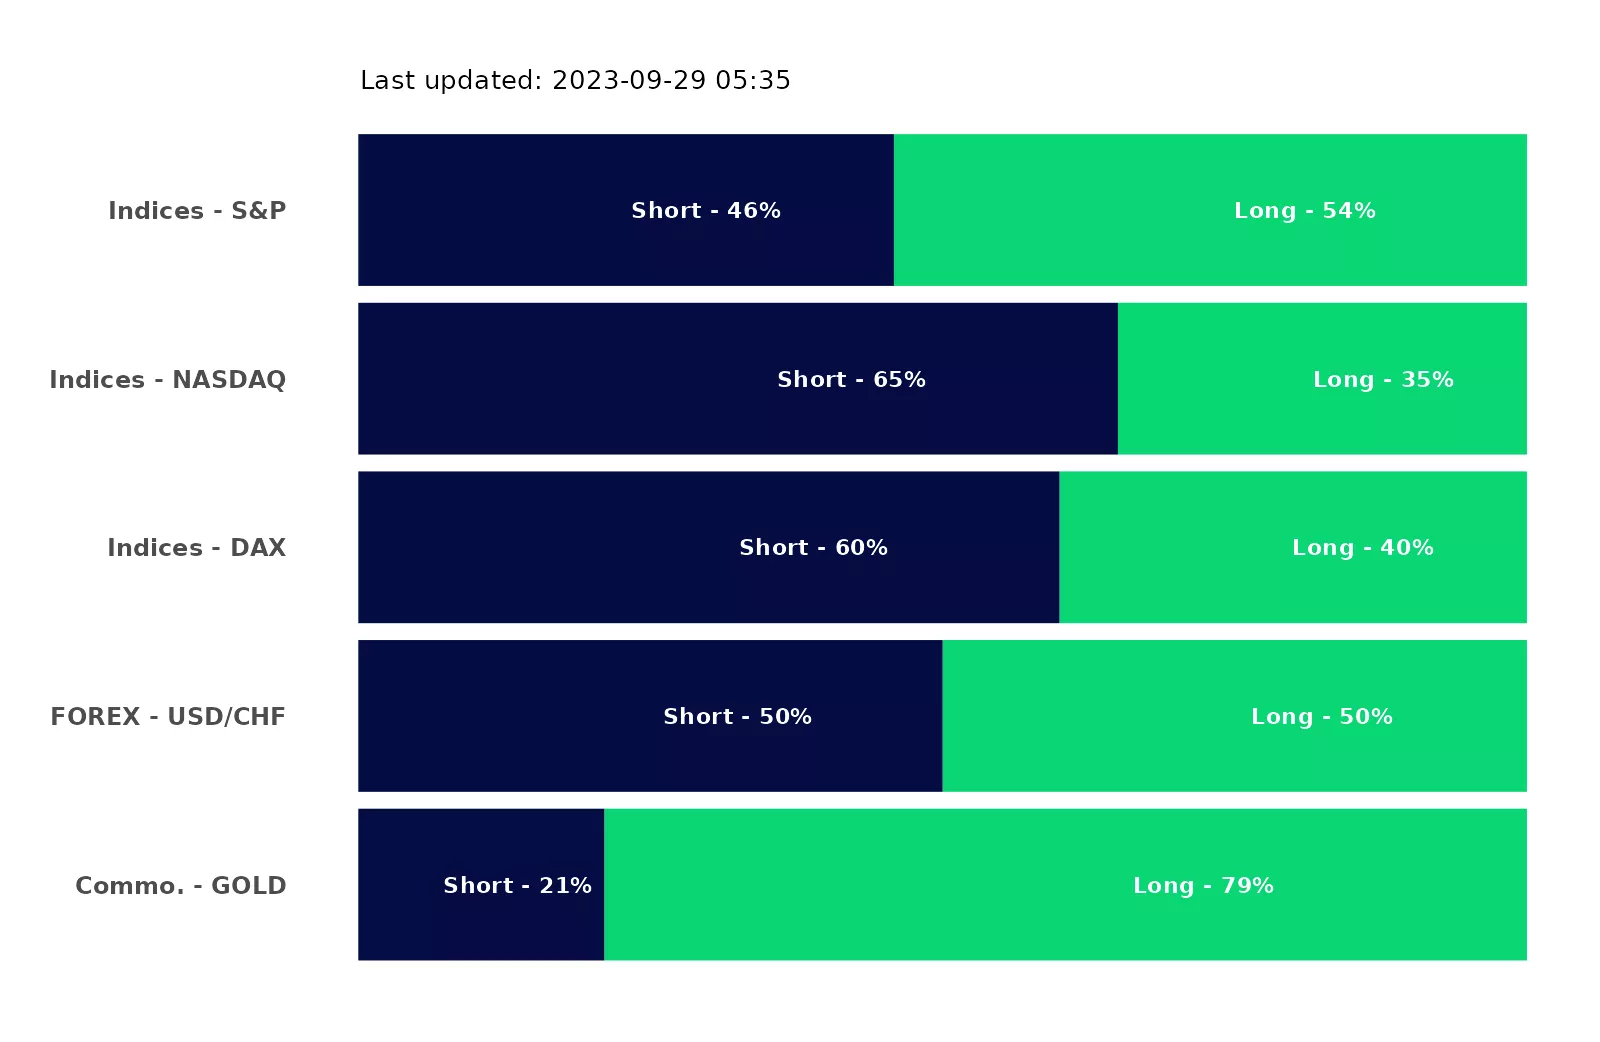 Last updated: 2023-09-29 05:35
Indices - S&P Short - 46% Long - 54%
Indices - NASDAQ Short - 65% Long - 35%
Indices - DAX Short - 60% Long - 40%
FOREX - USD/CHF Short - 50% Long - 50%
Commo. - GOLD Short - 21% Long - 79%